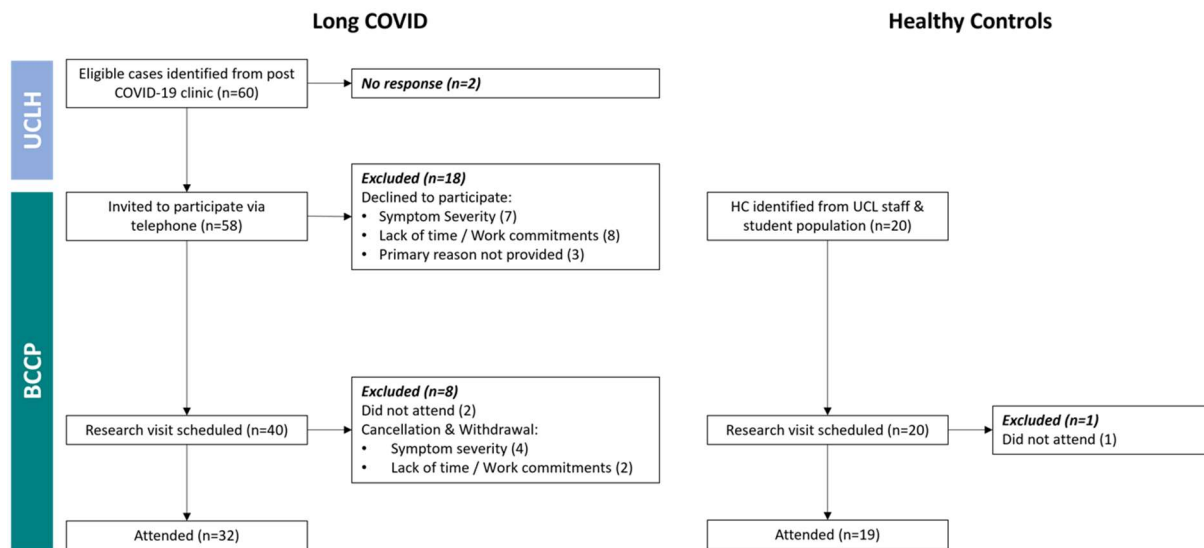 Long COVID
Healthy Controls
UCLH
Eligible cases identified from post
COVID-19 clinic (n=60)
No response (n=2)
BCCP
Invited to participate via
telephone (n=58)
Excluded (n=18)
Declined to participate:
• Symptom Severity (7)
• Lack of time / Work commitments (8)
• Primary reason not provided (3)
HC identified from UCL staff &
student population (n=20)
Research visit scheduled (n=40)
Excluded (n=8)
Did not attend (2)
Cancellation & Withdrawal:
• Symptom severity (4)
• Lack of time / Work commitments (2)
Research visit scheduled (n=20)
Excluded (n=1)
Did not attend (1)
Attended (n=32)
Attended (n=19)